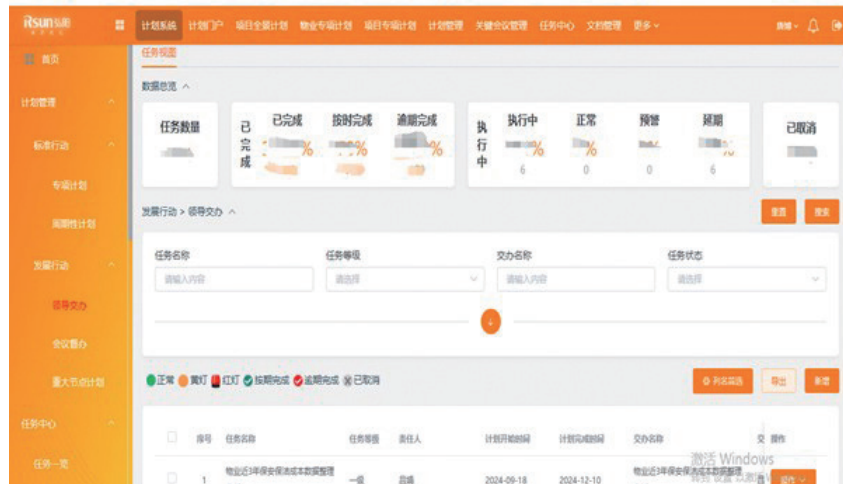 Rsun弘阳
计划系统 计划门户 项目全景计划 物业专项计划 项目专项计划 计划管理 关键会议管理 任务中心 文档管理 更多
首页
任务视图
数据总览
计划管理
标准行动
专项计划
周期性计划
发展行动
领导交办
会议督办
重大节点计划
任务中心
任务一览
任务数量
已完成
已完成 按时完成 逾期完成
% % %
执行中
执行中 正常 预警 延期
% %
6 0 0 6
已取消
发展行动 > 领导交办
重置 搜索
任务名称 任务等级 交办名称 任务状态
请输入内容 请选择 请输入内容 请选择
正常 黄灯 红灯 按期完成 逾期完成 已取消
列名筛选 导出 新增
序号 任务名称 任务等级 责任人 计划开始时间 计划完成时间 交办名称 交 操作
1 物业近3年保安保洁成本数据整理 一级 2024-09-18 2024-12-10 物业近3年保安保洁成本数据整理 操作
激活 Windows